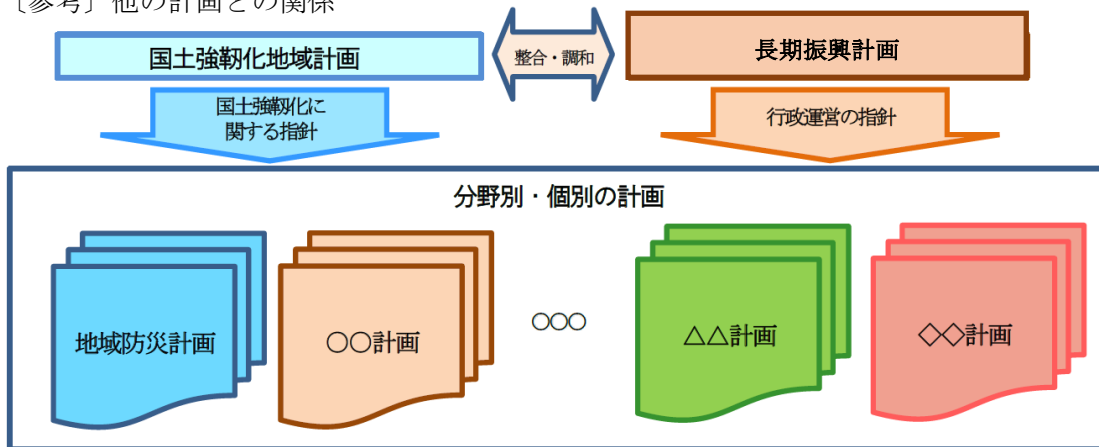 〔参考〕他の計画との関係
国土強靭化地域計画
整合・調和
長期振興計画
国土強靭化に
関する指針
行政運営の指針
分野別・個別の計画
地域防災計画
○○計画
○○○
△△計画
◇◇計画